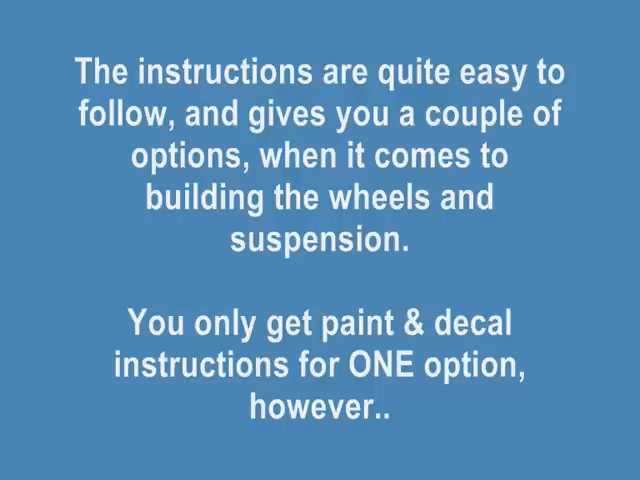 The instructions are quite easy to
follow, and gives you a couple of
options, when it comes to
building the wheels and
suspension.
You only get paint & decal
instructions for ONE option,
however..